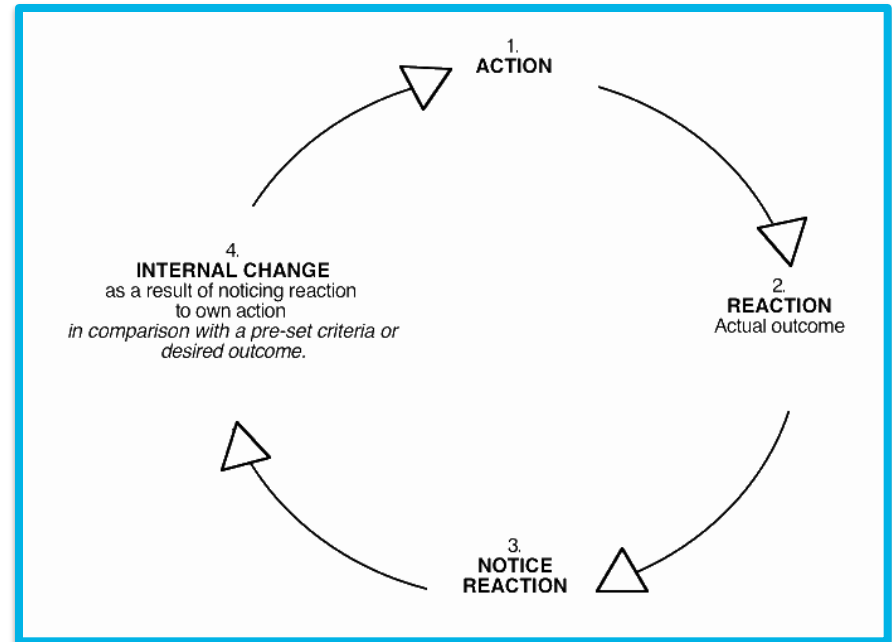 1.
ACTION
2.
REACTION
Actual outcome
3.
NOTICE
REACTION
4.
INTERNAL CHANGE
as a result of noticing reaction
to own action
in comparison with a pre-set criteria or
desired outcome.